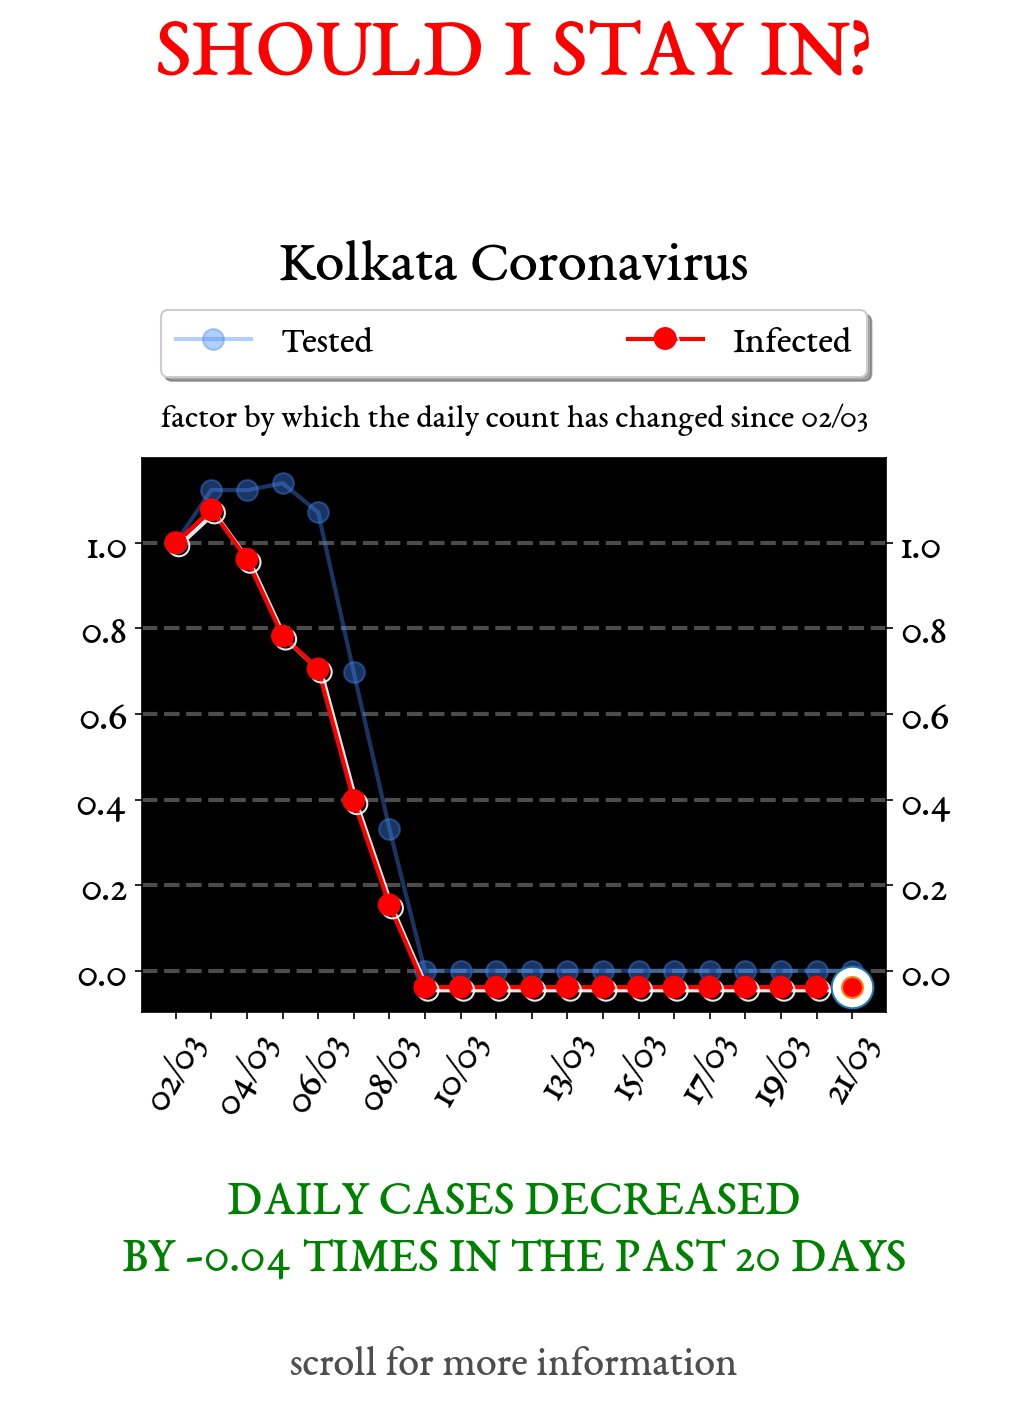 SHOULD I STAY IN?
Kolkata Coronavirus
Tested Infected
factor by which the daily count has changed since 02/03
1.0 1.0
0.8 0.8
0.6 0.6
0.4 0.4
0.2 0.2
0.0 0.0
02/03 04/03 06/03 08/03 10/03 13/03 15/03 17/03 19/03 21/03
DAILY CASES DECREASED
BY -0.04 TIMES IN THE PAST 20 DAYS
scroll for more information